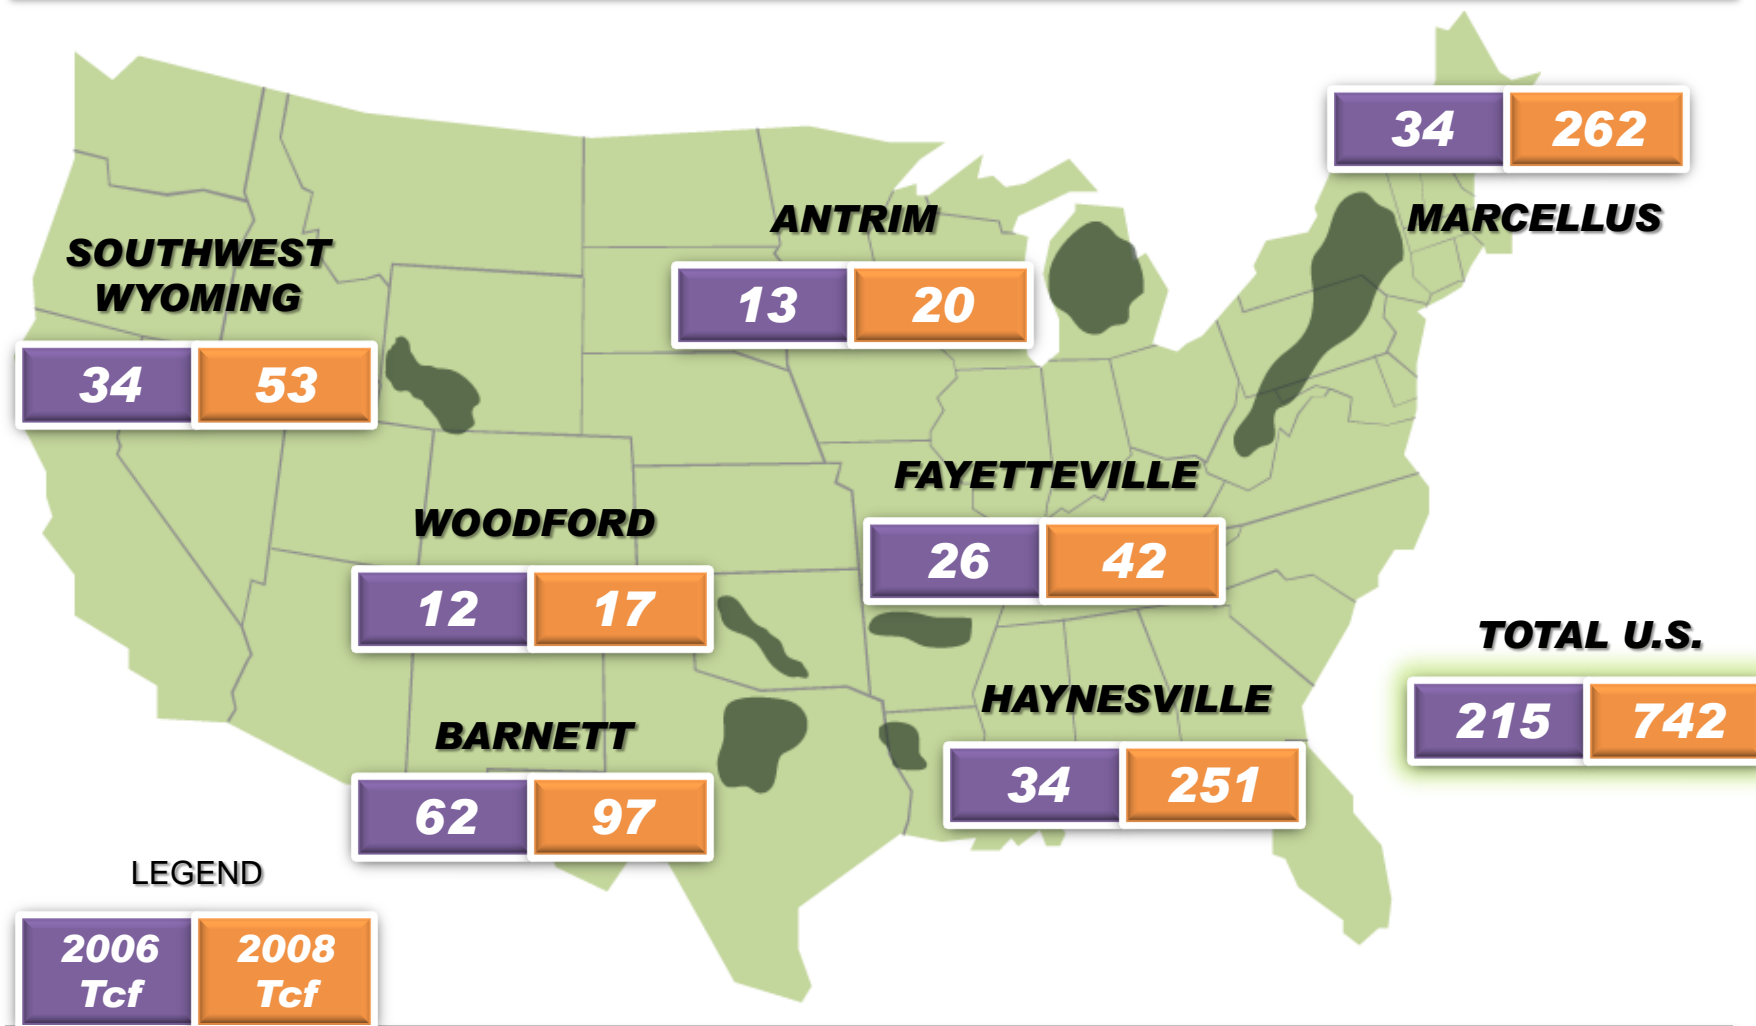 34 262
MARCELLUS
ANTRIM
13 20
SOUTHWEST
WYOMING
34 53
FAYETTEVILLE
26 42
WOODFORD
12 17
TOTAL U.S.
215 742
HAYNESVILLE
34 251
BARNETT
62 97
LEGEND
2006 2008
Tcf Tcf